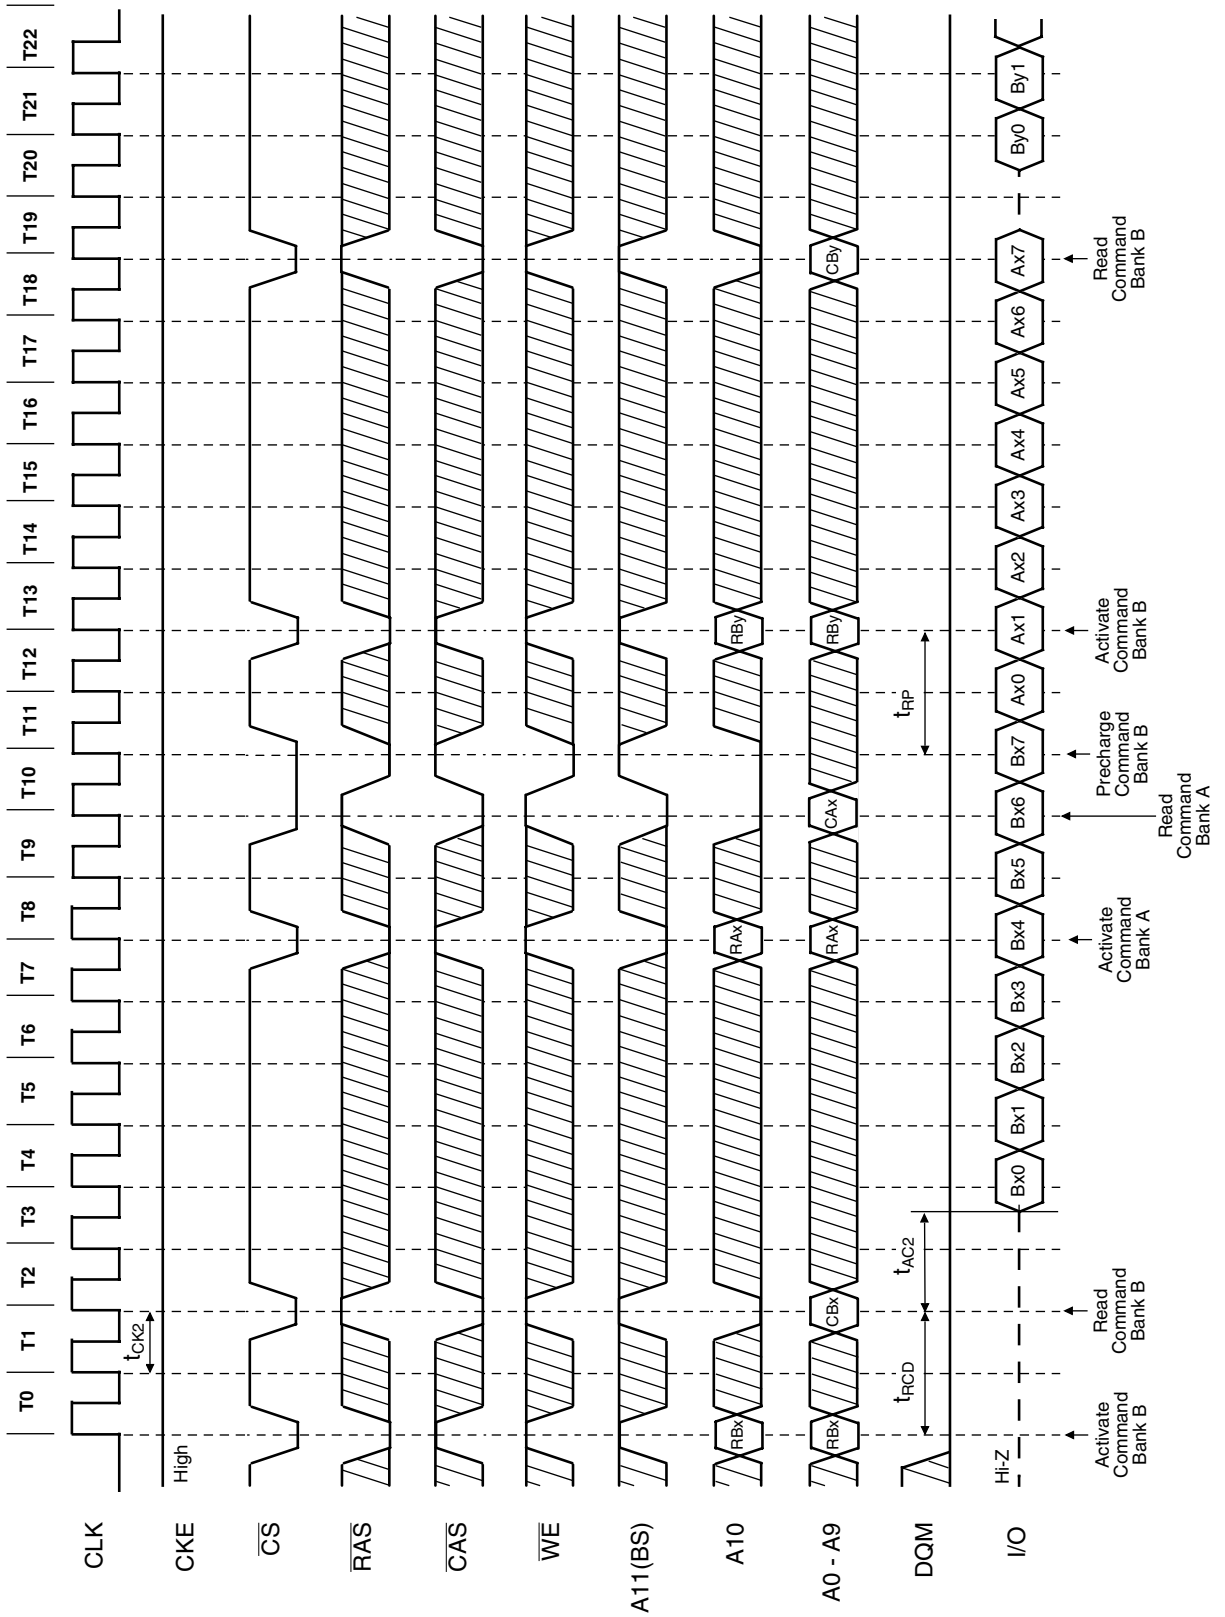 T0 T1 T2 T3 T4 T5 T6 T7 T8 T9 T10 T11 T12 T13 T14 T15 T16 T17 T18 T19 T20 T21 T22
CLK
tCK2
CKE
High
CS
RAS
CAS
WE
A11(BS)
A10
RBx RAx RBy
A0 - A9
RBx CBx RAx CAx RBy CBy
DQM
tRCD tAC2 tRP
I/O
Hi-Z
Bx0 Bx1 Bx2 Bx3 Bx4 Bx5 Bx6 Bx7 Ax0 Ax1 Ax2 Ax3 Ax4 Ax5 Ax6 Ax7 By0 By1
Activate
Command
Bank B
Read
Command
Bank B
Activate
Command
Bank A
Read
Command
Bank A
Precharge
Command
Bank B
Activate
Command
Bank B
Read
Command
Bank B